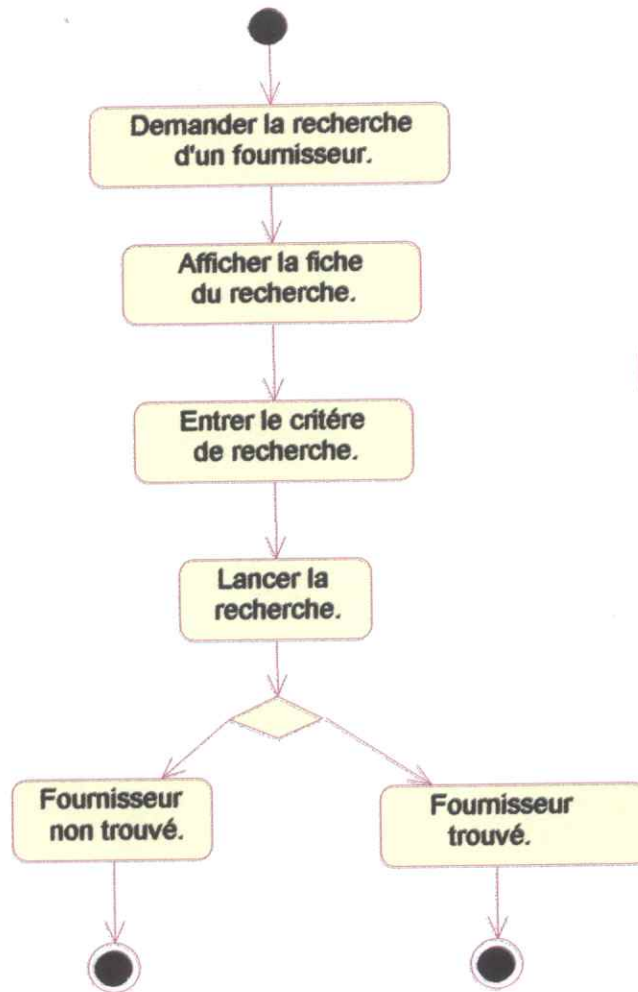 Demander la recherche
d'un fournisseur.
Afficher la fiche
du recherche.
Entrer le critére
de recherche.
Lancer la
recherche.
Fournisseur
non trouvé.
Fournisseur
trouvé.